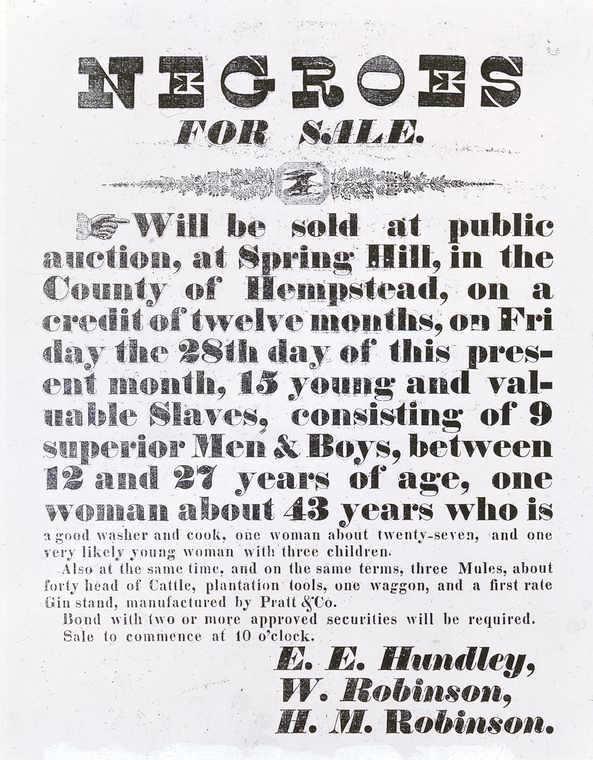 NEGROES
FOR SALE.
Will be sold at public
auction, at Spring Hill, in the
County of Hempstead, on a
credit of twelve months, on Fri
day the 28th day of this pres-
ent month, 15 young and val-
uable Slaves, consisting of 9
superior Men & Boys, between
12 and 27 years of age, one
woman about 43 years who is
a good washer and cook, one woman about twenty-seven, and one
very likely young woman with three children.
Also at the same time, and on the same terms, three Mules, about
forty head of Cattle, plantation tools, one waggon, and a first rate
Gin stand, manufactured by Pratt & Co.
Bond with two or more approved securities will be required.
Sale to commence at 10 o'clock.
E. E. Hundley,
W. Robinson,
H. M. Robinson.